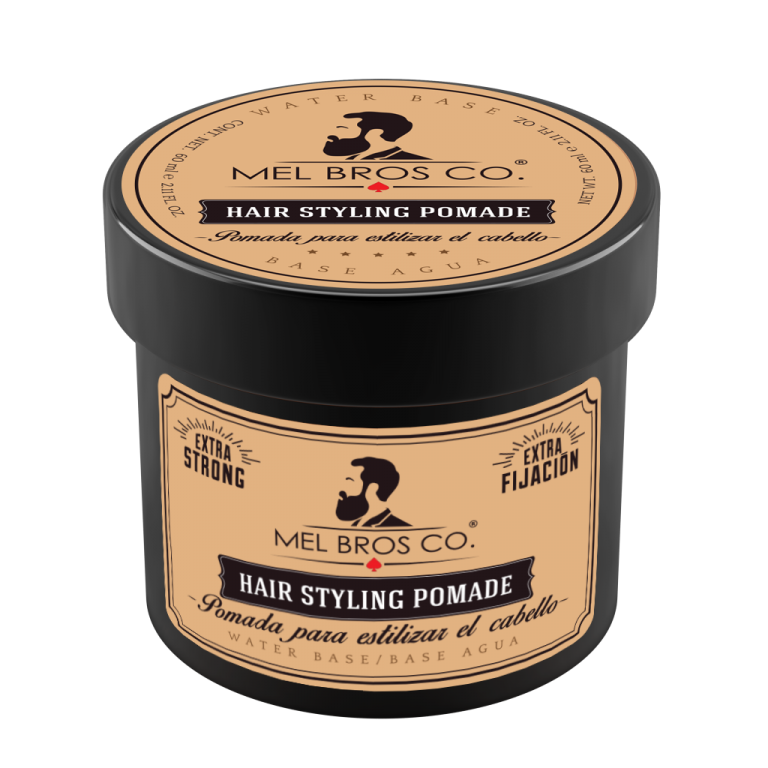 WATER BASE
CONT. NET. 60 ml e 2.11 FL. OZ
NET WT. 60 ml e 2.11 FL. OZ
MEL BROS CO.®
HAIR STYLING POMADE
-Pomada para estilizar el cabello-
BASE AGUA
EXTRA
STRONG
EXTRA
FIJACIÓN
MEL BROS CO.®
HAIR STYLING POMADE
-Pomada para estilizar el cabello-
WATER BASE/BASE AGUA